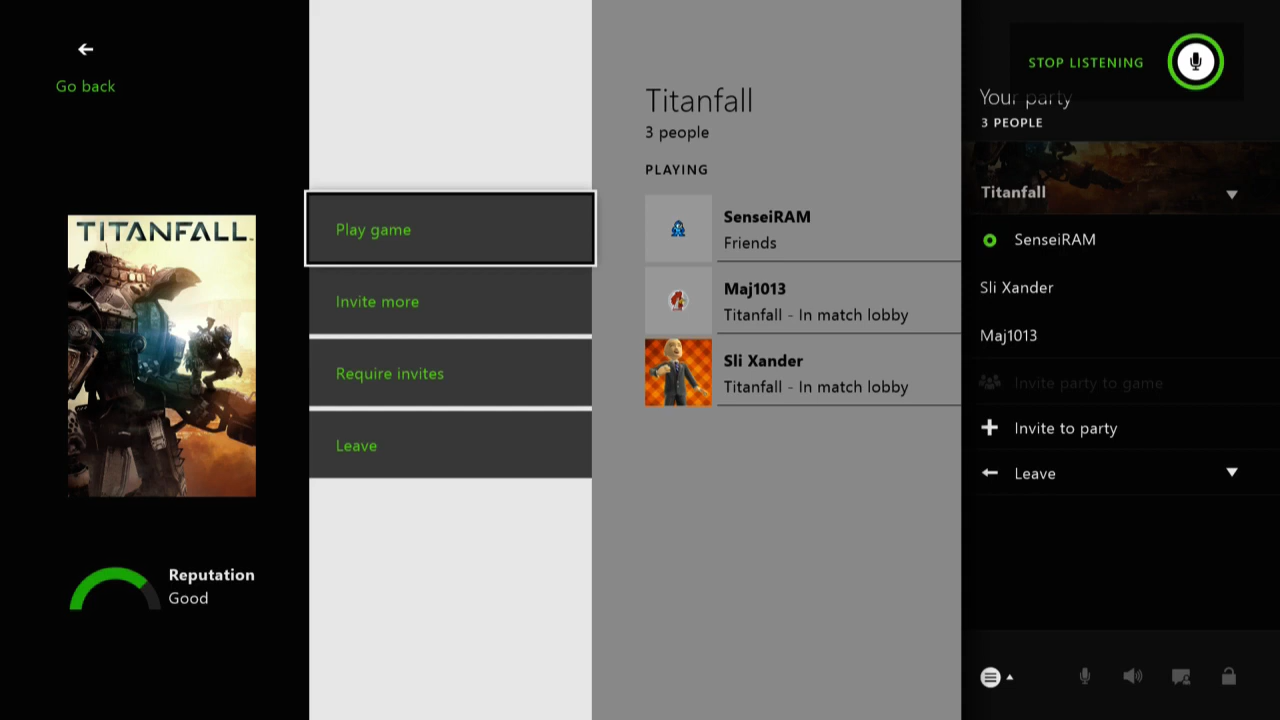 Go back
TITANFALL
Reputation
Good
Play game
Invite more
Require invites
Leave
Titanfall
3 people
PLAYING
SenseiRAM
Friends
Maj1013
Titanfall - In match lobby
Sli Xander
Titanfall - In match lobby
STOP LISTENING
Your party
3 PEOPLE
Titanfall
SenseiRAM
Sli Xander
Maj1013
Invite party to game
Invite to party
Leave